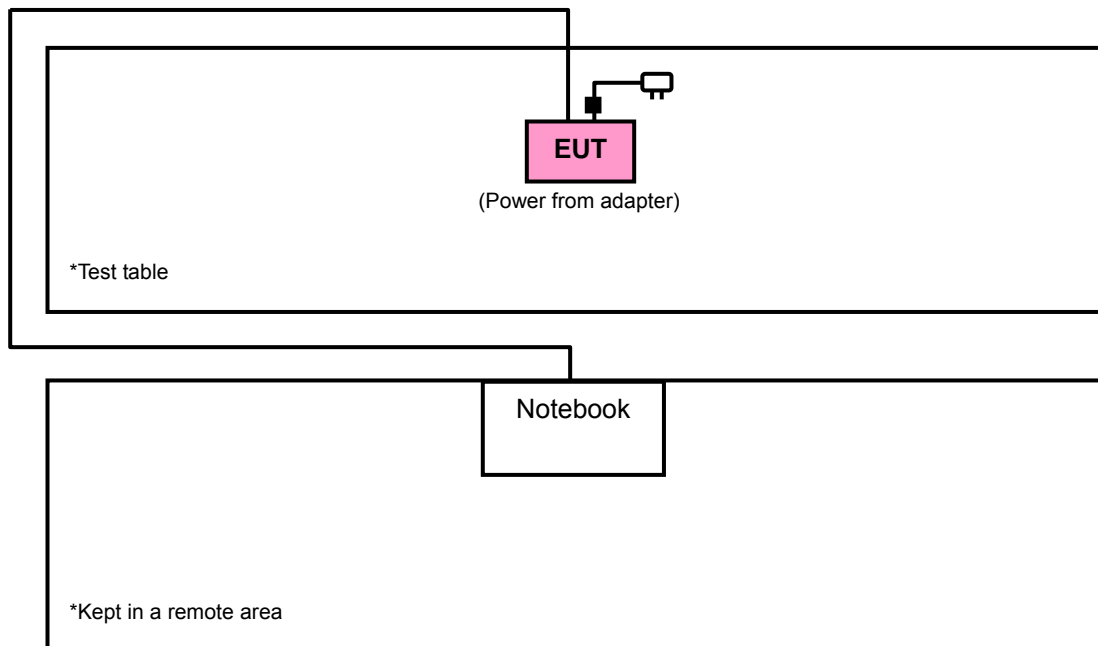 EUT
(Power from adapter)
*Test table
Notebook
*Kept in a remote area